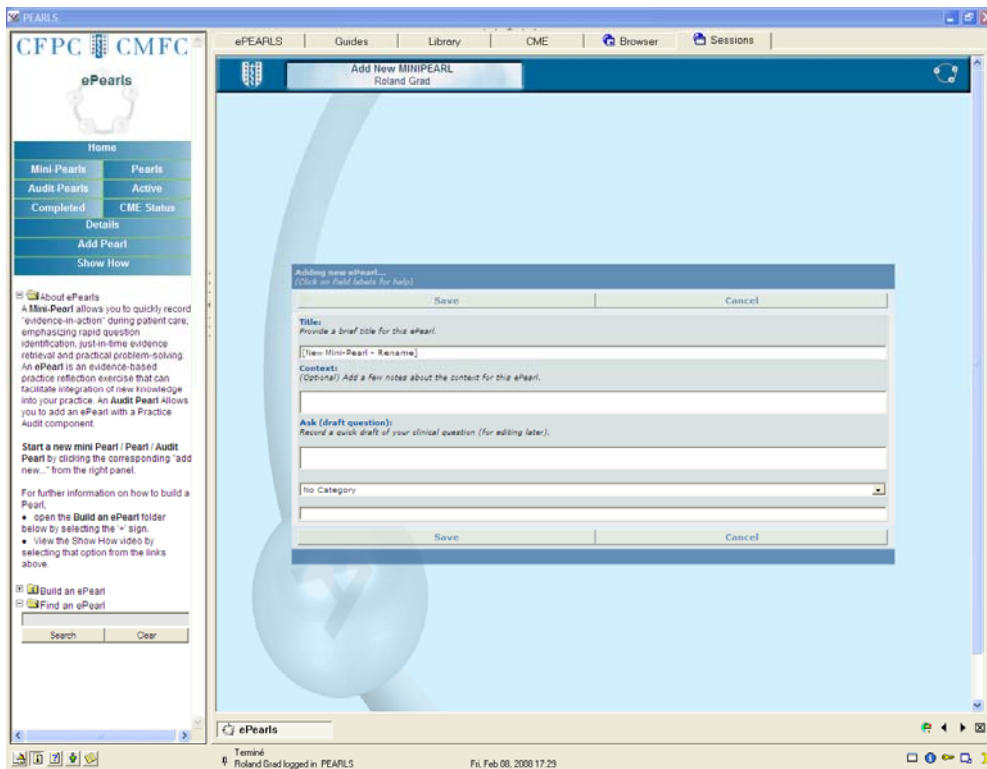 PEARLS
CFPC CMFC
ePearls
Home
Mini-Pearls Pearls
Audit Pearls Active
Completed CME Status
Details
Add Pearl
Show How
About ePearls
A Mini-Pearl allows
you to quickly record
"evidence-in-action" during patient care;
emphasizing rapid question
identification, just-in-time evidence
retrieval and practical problem-solving.
An ePearl is an evidence-based
practice reflection exercise that can
facilitate integration of new knowledge
into your practice. An Audit Pearl Allows
you to add an ePearl with a Practice
Audit component.
Start a new mini Pearl / Pearl / Audit
Pearl by clicking the corresponding "add
new..." from the right panel.
For further information on how to build a
Pearl,
• open the Build an ePearl folder
below by selecting the '+' sign.
• View the Show How video by
selecting that option from the links
above.
Build an ePearl
Find an ePearl
Search Clear
ePEARLS Guides Library CME Browser Sessions
Add New MINIPEARL
Roland Grad
Adding new ePearl...
(Click on field labels for help)
Save Cancel
Title:
Provide a brief title for this ePearl.
[New Mini-Pearl - Rename]
Context:
(Optional) Add a few notes about the context for this ePearl.
Ask (draft question):
Record a quick draft of your clinical question (for editing later).
No Category
Save Cancel
ePearls
Terminé
Roland Grad logged in PEARLS Fri, Feb 08, 2008 17:29